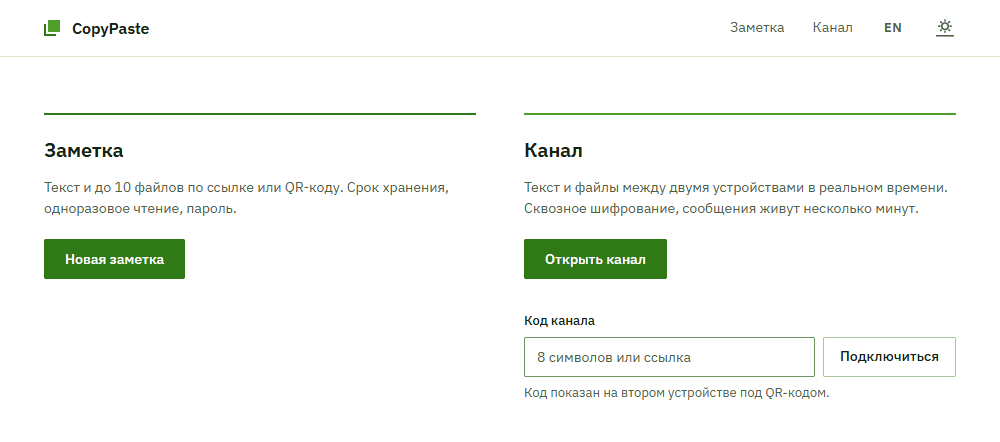 CopyPaste
Заметка
Канал
EN
Заметка
Текст и до 10 файлов по ссылке или QR-коду. Срок хранения,
одноразовое чтение, пароль.
Новая заметка
Канал
Текст и файлы между двумя устройствами в реальном времени.
Сквозное шифрование, сообщения живут несколько минут.
Открыть канал
Код канала
8 символов или ссылка
Подключиться
Код показан на втором устройстве под QR-кодом.